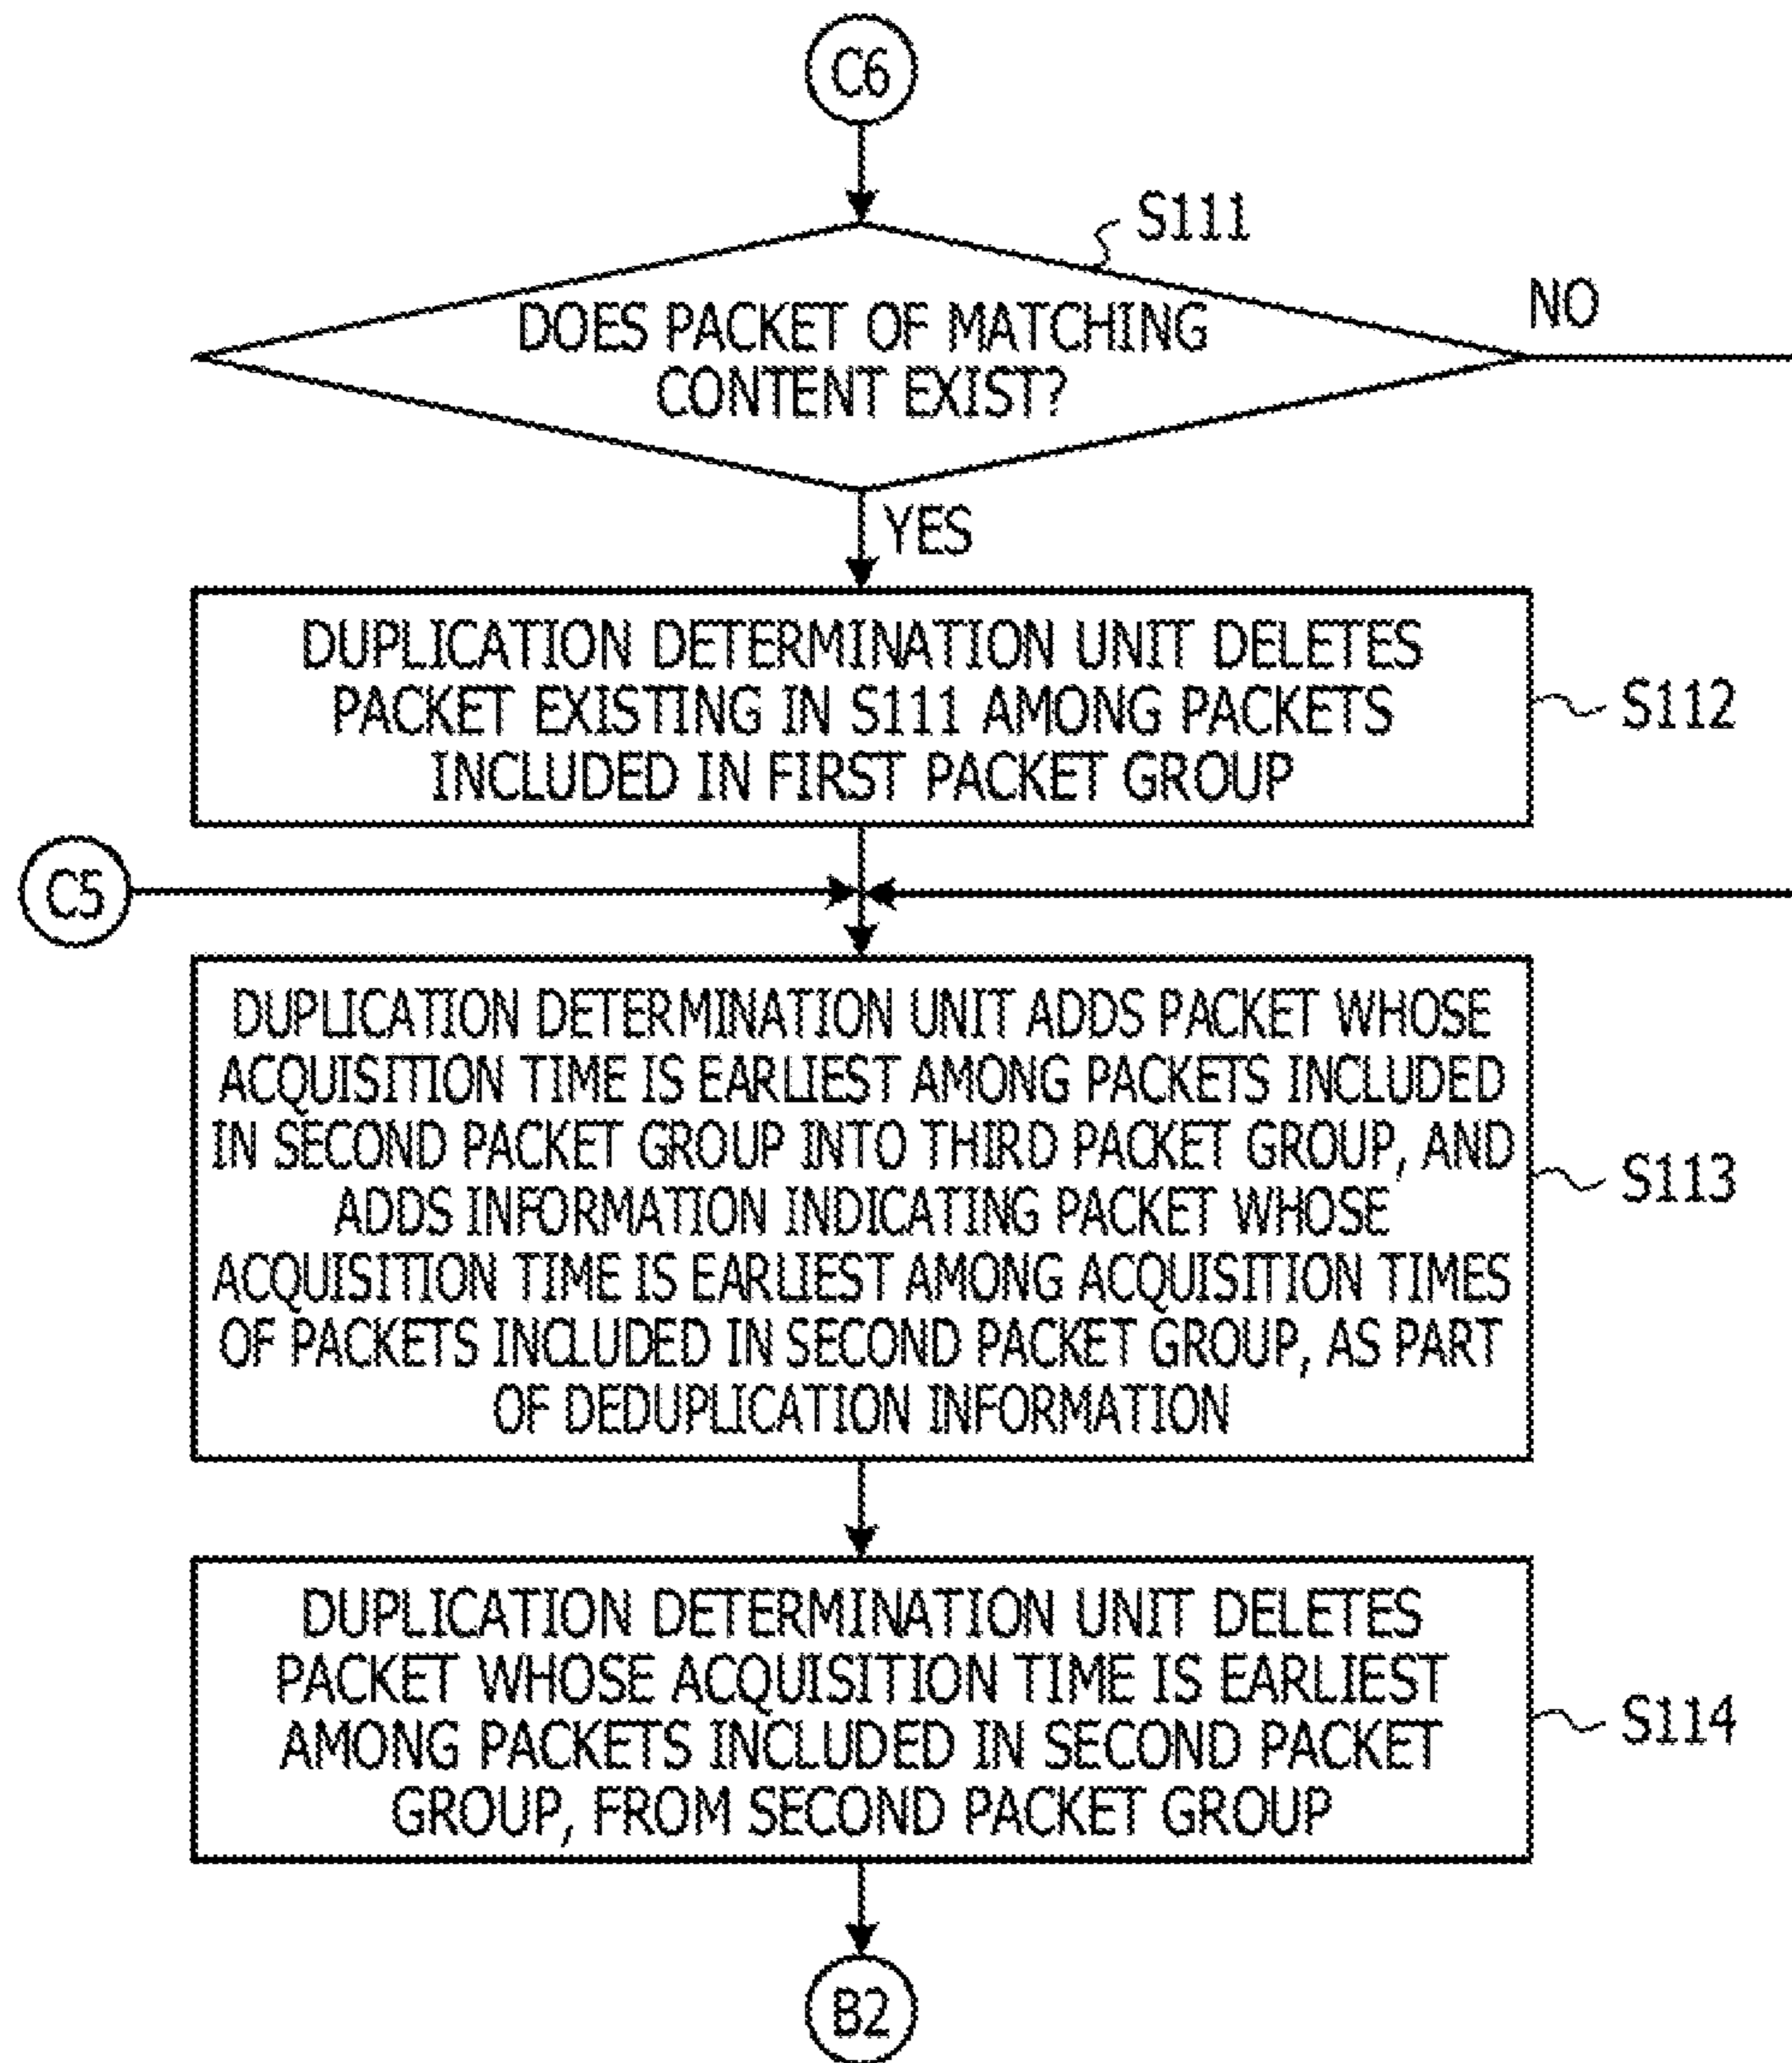 C6
S111
DOES PACKET OF MATCHING
CONTENT EXIST?
NO
YES
DUPLICATION DETERMINATION UNIT DELETES
PACKET EXISTING IN S111 AMONG PACKETS
INCLUDED IN FIRST PACKET GROUP
S112
C5
DUPLICATION DETERMINATION UNIT ADDS PACKET WHOSE
ACQUISITION TIME IS EARLIEST AMONG PACKETS INCLUDED
IN SECOND PACKET GROUP INTO THIRD PACKET GROUP, AND
ADDS INFORMATION INDICATING PACKET WHOSE
ACQUISITION TIME IS EARLIEST AMONG ACQUISITION TIMES
OF PACKETS INCLUDED IN SECOND PACKET GROUP, AS PART
OF DEDUPLICATION INFORMATION
S113
DUPLICATION DETERMINATION UNIT DELETES
PACKET WHOSE ACQUISITION TIME IS EARLIEST
AMONG PACKETS INCLUDED IN SECOND PACKET
GROUP, FROM SECOND PACKET GROUP
S114
B2